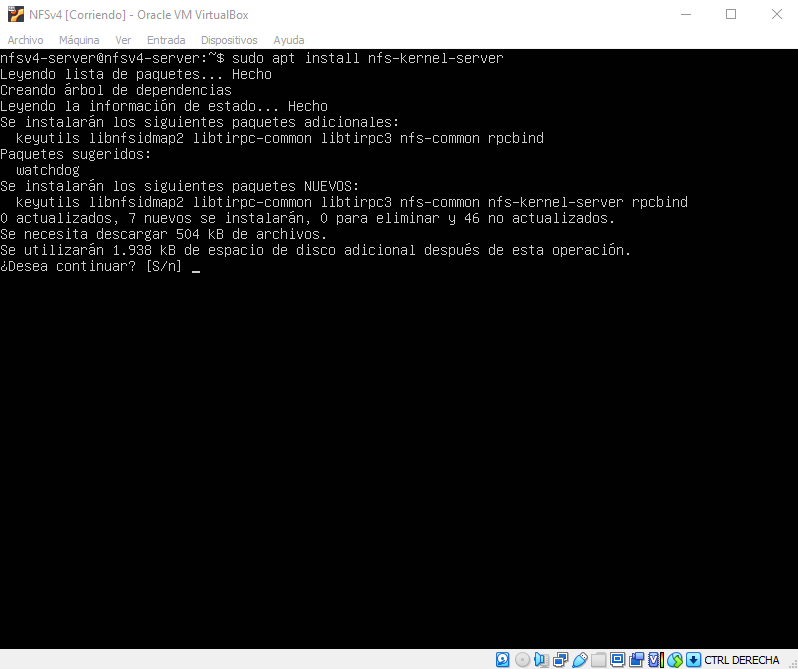 NFSv4 [Corriendo] - Oracle VM VirtualBox
Archivo Máquina Ver Entrada Dispositivos Ayuda
nfsv4-server@nfsv4-server:~$ sudo apt install nfs-kernel-server
Leyendo lista de paquetes... Hecho
Creando árbol de dependencias
Leyendo la información de estado... Hecho
Se instalarán los siguientes paquetes adicionales:
  keyutils libnfsidmap2 libtirpc-common libtirpc3 nfs-common rpcbind
Paquetes sugeridos:
  watchdog
Se instalarán los siguientes paquetes NUEVOS:
  keyutils libnfsidmap2 libtirpc-common libtirpc3 nfs-common nfs-kernel-server rpcbind
0 actualizados, 7 nuevos se instalarán, 0 para eliminar y 46 no actualizados.
Se necesita descargar 504 kB de archivos.
Se utilizarán 1.938 kB de espacio de disco adicional después de esta operación.
¿Desea continuar? [S/n] _
CTRL DERECHA